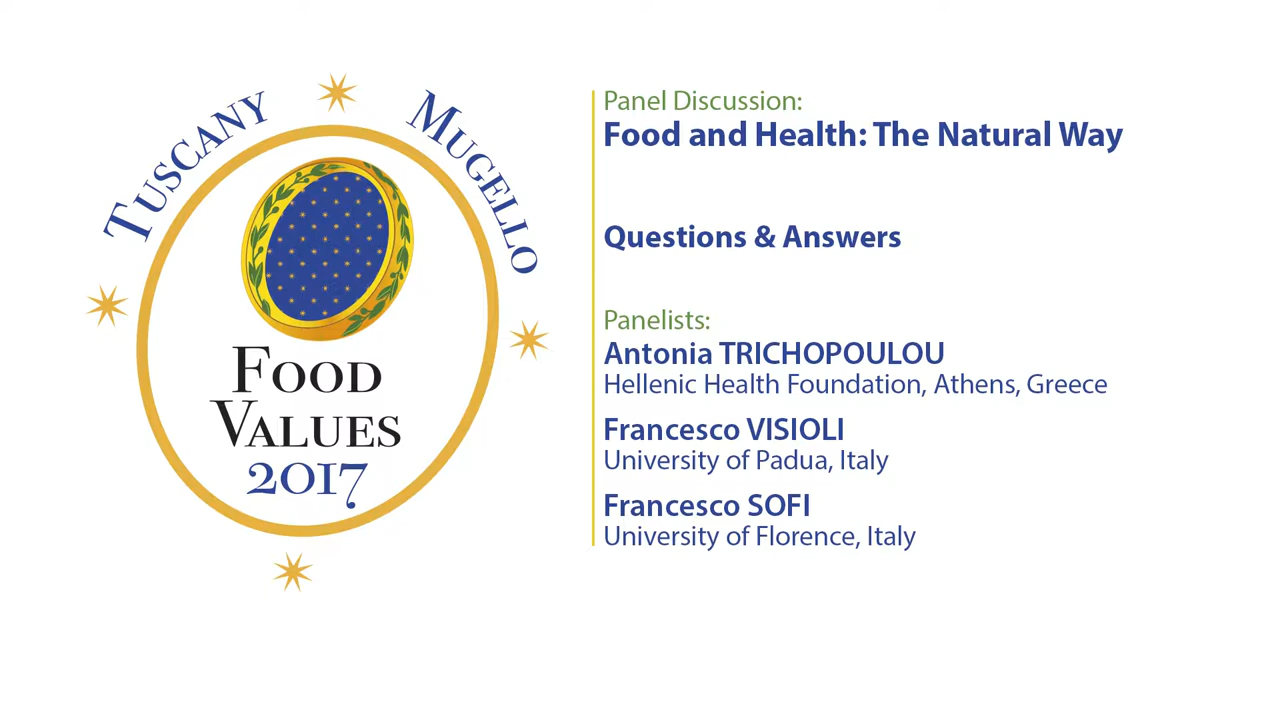 TUSCANY MUGELLO
FOOD
VALUES
2017
Panel Discussion:
Food and Health: The Natural Way
Questions & Answers
Panelists:
Antonia TRICHOPOULOU
Hellenic Health Foundation, Athens, Greece
Francesco VISIOLI
University of Padua, Italy
Francesco SOFI
University of Florence, Italy